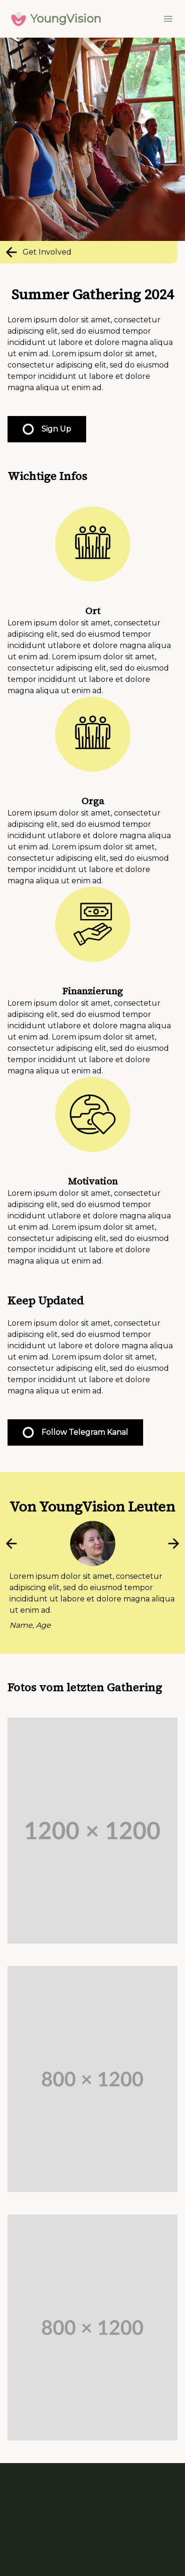 YoungVision
Get Involved
Summer Gathering 2024
Lorem ipsum dolor sit amet, consectetur
adipiscing elit, sed do eiusmod tempor
incididunt ut labore et dolore magna aliqua
ut enim ad. Lorem ipsum dolor sit amet,
consectetur adipiscing elit, sed do eiusmod
tempor incididunt ut labore et dolore
magna aliqua ut enim ad.
Sign Up
Wichtige Infos
Ort
Lorem ipsum dolor sit amet, consectetur
adipiscing elit, sed do eiusmod tempor
incididunt utlabore et dolore magna aliqua
ut enim ad. Lorem ipsum dolor sit amet,
consectetur adipiscing elit, sed do eiusmod
tempor incididunt ut labore et dolore
magna aliqua ut enim ad.
Orga
Lorem ipsum dolor sit amet, consectetur
adipiscing elit, sed do eiusmod tempor
incididunt utlabore et dolore magna aliqua
ut enim ad. Lorem ipsum dolor sit amet,
consectetur adipiscing elit, sed do eiusmod
tempor incididunt ut labore et dolore
magna aliqua ut enim ad.
Finanzierung
Lorem ipsum dolor sit amet, consectetur
adipiscing elit, sed do eiusmod tempor
incididunt utlabore et dolore magna aliqua
ut enim ad. Lorem ipsum dolor sit amet,
consectetur adipiscing elit, sed do eiusmod
tempor incididunt ut labore et dolore
magna aliqua ut enim ad.
Motivation
Lorem ipsum dolor sit amet, consectetur
adipiscing elit, sed do eiusmod tempor
incididunt ut labore et dolore magna aliqua
ut enim ad. Lorem ipsum dolor sit amet,
consectetur adipiscing elit, sed do eiusmod
tempor incididunt ut labore et dolore
magna aliqua ut enim ad.
Keep Updated
Lorem ipsum dolor sit amet, consectetur
adipiscing elit, sed do eiusmod tempor
incididunt ut labore et dolore magna aliqua
ut enim ad. Lorem ipsum dolor sit amet,
consectetur adipiscing elit, sed do eiusmod
tempor incididunt ut labore et dolore
magna aliqua ut enim ad.
Follow Telegram Kanal
Von YoungVision Leuten
Lorem ipsum dolor sit amet, consectetur
adipiscing elit, sed do eiusmod tempor
incididunt ut labore et dolore magna aliqua
ut enim ad.
Name, Age
Fotos vom letzten Gathering
1200 × 1200
800 × 1200
800 × 1200